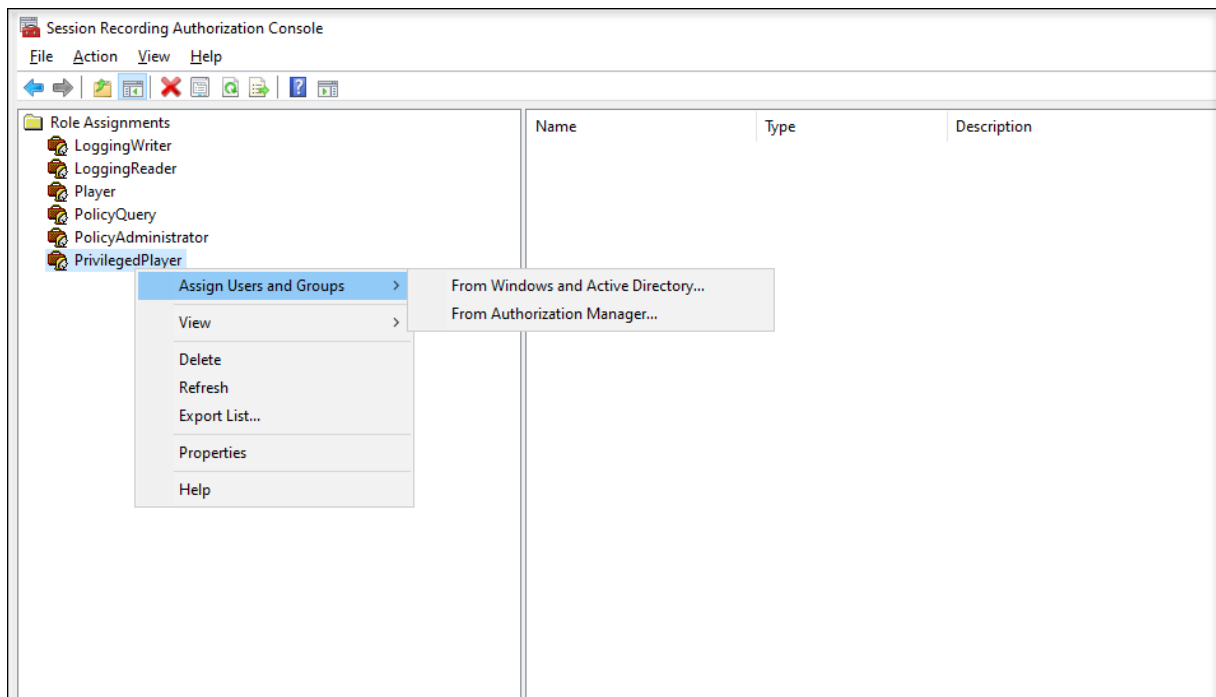 Session Recording Authorization Console
File Action View Help
Role Assignments
LoggingWriter
LoggingReader
Player
PolicyQuery
PolicyAdministrator
PrivilegedPlayer
Name Type Description
Assign Users and Groups
View
Delete
Refresh
Export List...
Properties
Help
From Windows and Active Directory...
From Authorization Manager...